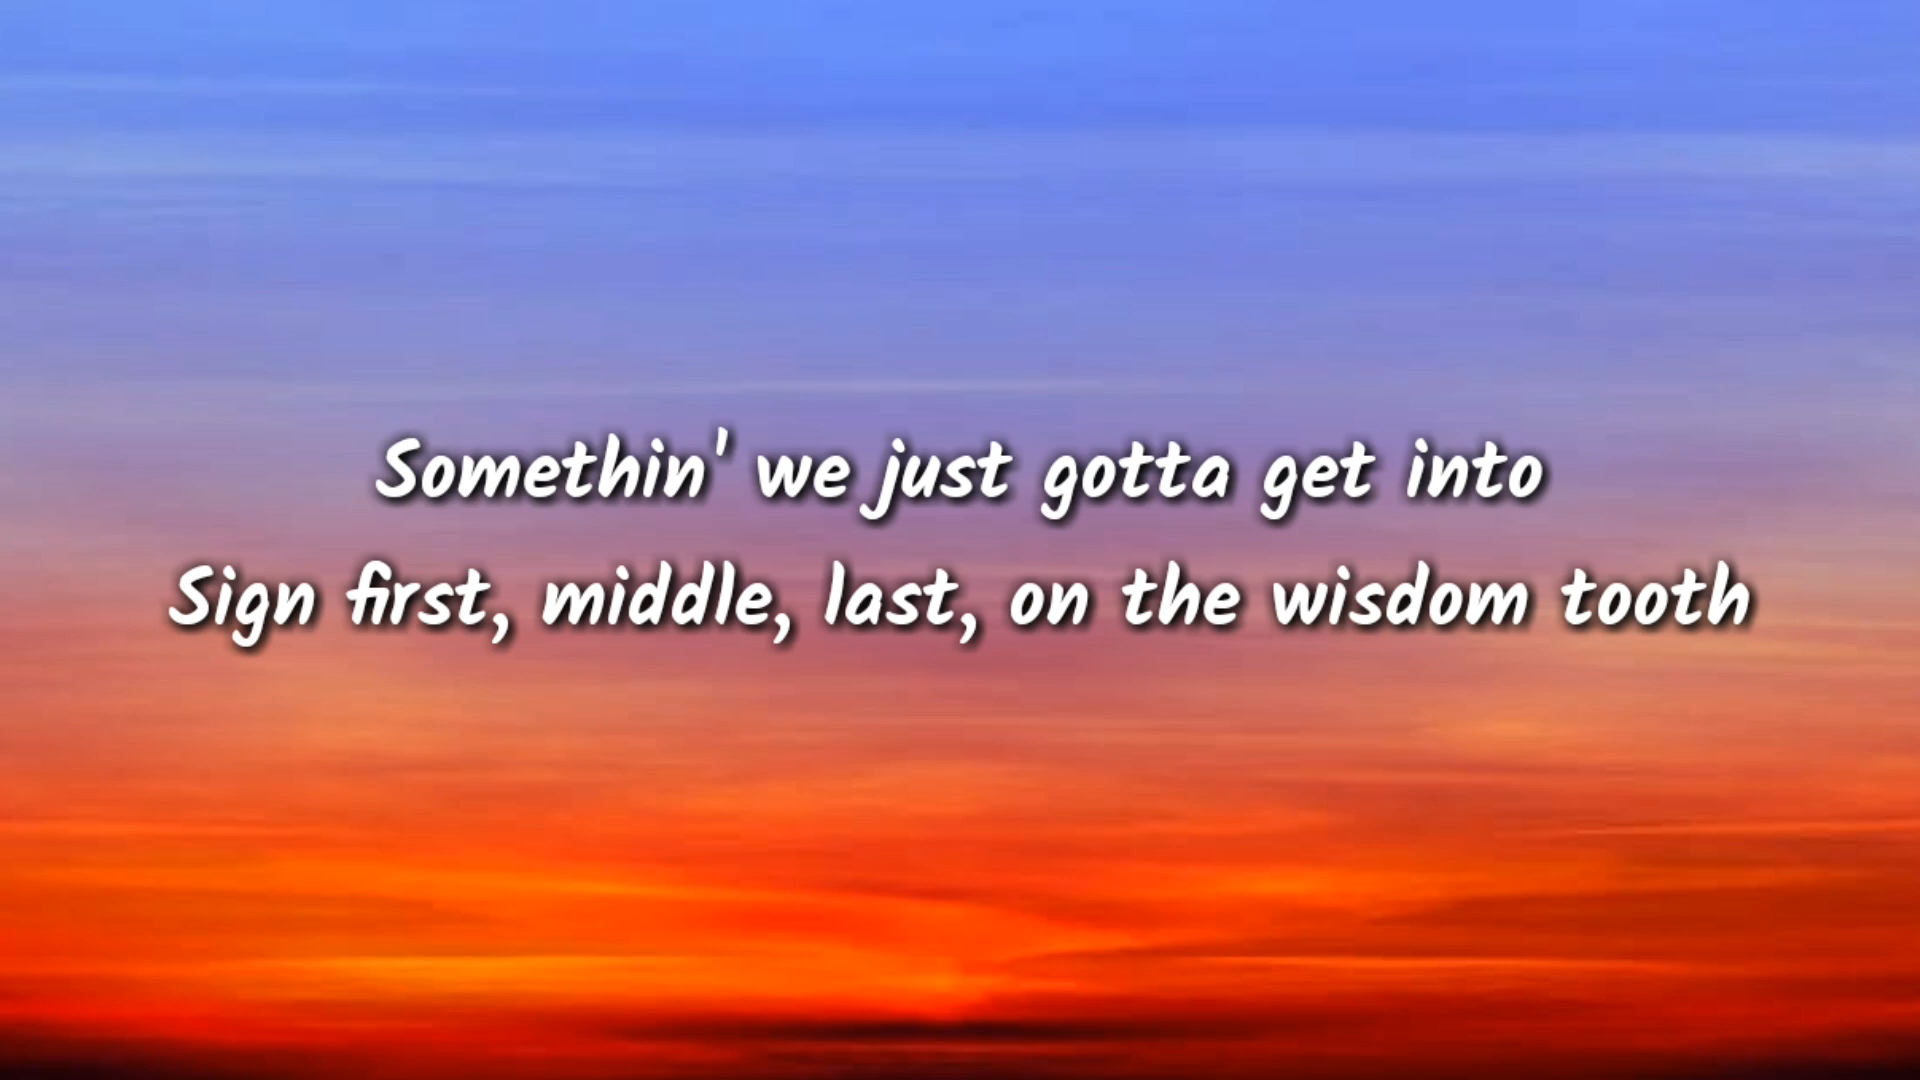 Somethin' we just gotta get into
Sign first, middle, last, on the wisdom tooth